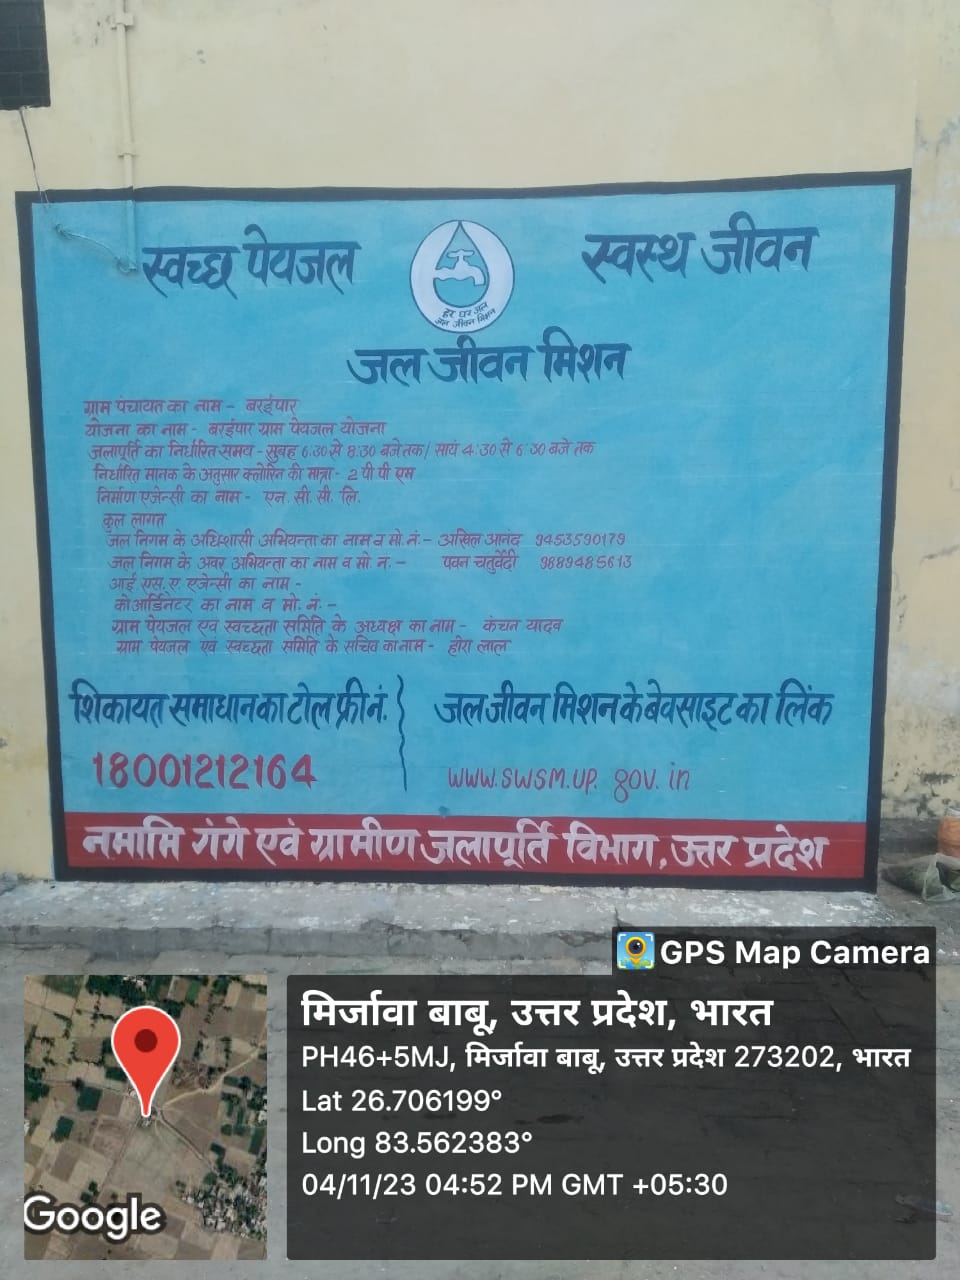 स्वच्छ पेयजल
स्वस्थ जीवन
हर घर जल
जल जीवन मिशन
जल जीवन मिशन
ग्राम पंचायत का नाम - बरईपार
योजना का नाम - बरईपार ग्राम पेयजल योजना
जलापूर्ति का निर्धारित समय - सुबह 6:30 से 8:30 बजे तक/ सायं 4:30 से 6:30 बजे तक
निर्धारित मानक के अनुसार क्लोरिन की मात्रा - 2 पी पी एम
निर्माण एजेन्सी का नाम - एन. सी. सी. लि.
कुल लागत
जल निगम के अधिशासी अभियन्ता का नाम व मो. नं. - अखिल आनंद 9453590179
जल निगम के अवर अभियन्ता का नाम व मो. नं. - पवन चतुर्वेदी 9889485613
आई. एस. ए. एजेन्सी का नाम -
कोआर्डिनेटर का नाम व मो. नं. -
ग्राम पेयजल एवं स्वच्छता समिति के अध्यक्ष का नाम - कंचन यादव
ग्राम पेयजल एवं स्वच्छता समिति के सचिव का नाम - हीरा लाल
शिकायत समाधान का टोल फ्री नं.
18001212164
जल जीवन मिशन के बेवसाइट का लिंक
www.swsm.up.gov.in
नमामि गंगे एवं ग्रामीण जलापूर्ति विभाग, उत्तर प्रदेश
GPS Map Camera
मिर्जावा बाबू, उत्तर प्रदेश, भारत
PH46+5MJ, मिर्जावा बाबू, उत्तर प्रदेश 273202, भारत
Lat 26.706199°
Long 83.562383°
04/11/23 04:52 PM GMT +05:30
Google